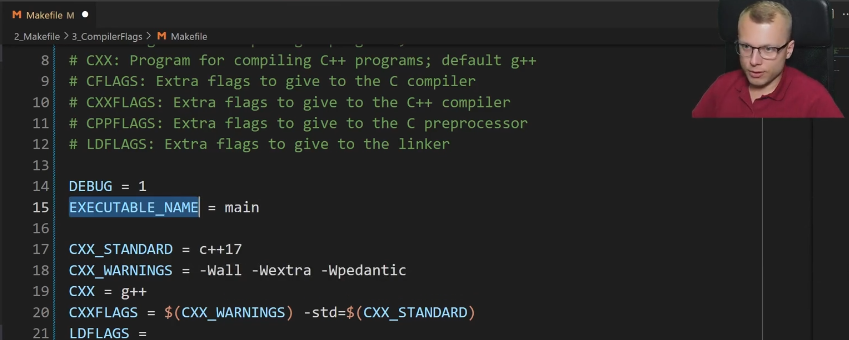 M Makefile M
2_Makefile > 3_CompilerFlags > M Makefile
8 # CXX: Program for compiling C++ programs; default g++
9 # CFLAGS: Extra flags to give to the C compiler
10 # CXXFLAGS: Extra flags to give to the C++ compiler
11 # CPPFLAGS: Extra flags to give to the C preprocessor
12 # LDFLAGS: Extra flags to give to the linker
13
14 DEBUG = 1
15 EXECUTABLE_NAME = main
16
17 CXX_STANDARD = c++17
18 CXX_WARNINGS = -Wall -Wextra -Wpedantic
19 CXX = g++
20 CXXFLAGS = $(CXX_WARNINGS) -std=$(CXX_STANDARD)
21 LDFLAGS =